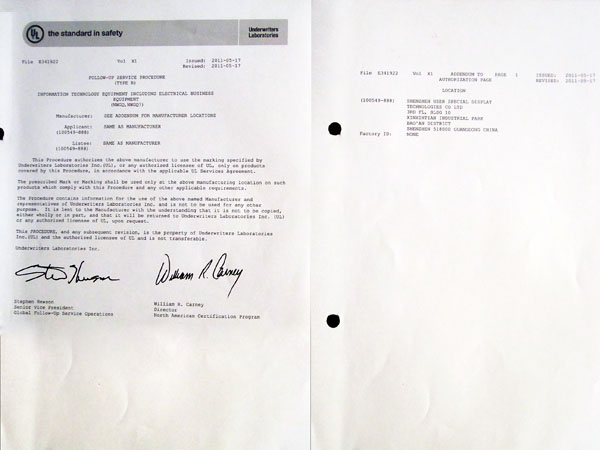 UL the standard in safety
Underwriters
Laboratories
File E341922 Vol X1 Issued: 2011-05-17
Revised: 2011-05-17
FOLLOW-UP SERVICE PROCEDURE
(TYPE R)
INFORMATION TECHNOLOGY EQUIPMENT INCLUDING ELECTRICAL BUSINESS
EQUIPMENT
(NWGQ,NWGQ7)
Manufacturer: SEE ADDENDUM FOR MANUFACTURER LOCATIONS
Applicant: SAME AS MANUFACTURER
(100549-888)
Listee: SAME AS MANUFACTURER
(100549-888)
This Procedure authorizes the above manufacturer to use the marking specified by
Underwriters Laboratories Inc.(UL), or any authorized licensee of UL, only on products
covered by this Procedure, in accordance with the applicable UL Services Agreement.
The prescribed Mark or Marking shall be used only at the above manufacturing location on such
products which comply with this Procedure and any other applicable requirements.
The Procedure contains information for the use of the above named Manufacturer and
representatives of Underwriters Laboratories Inc. and is not to be used for any other
purpose. It is lent to the Manufacturer with the understanding that it is not to be copied,
either wholly or in part, and that it will be returned to Underwriters Laboratories Inc. (UL)
or any authorized licensee of UL, upon request.
This PROCEDURE, and any subsequent revision, is the property of Underwriters Laboratories
Inc.(UL) and the authorized licensee of UL and is not transferable.
Underwriters Laboratories Inc.
William R. Carney
Stephen Hewson William R. Carney
Senior Vice President Director
Global Follow-Up Service Operations North American Certification Program
File E341922 Vol X1 ADDENDUM TO PAGE 1 ISSUED: 2011-05-17
AUTHORIZATION PAGE REVISED: 2011-05-17
LOCATION
(100549-888) SHENZHEN USER SPECIAL DISPLAY
TECHNOLOGIES CO LTD
3RD FL, BLDG 10
XINXINTIAN INDUSTRIAL PARK
BAO'AN DISTRICT
SHENZHEN 518000 GUANGDONG CHINA
Factory ID: NONE